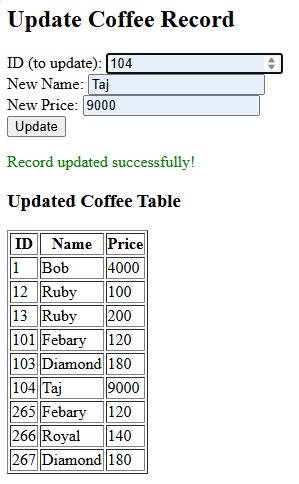 Update Coffee Record
ID (to update): 104
New Name: Taj
New Price: 9000
Update
Record updated successfully!
Updated Coffee Table
ID Name Price
1 Bob 4000
12 Ruby 100
13 Ruby 200
101 Febary 120
103 Diamond 180
104 Taj 9000
265 Febary 120
266 Royal 140
267 Diamond 180